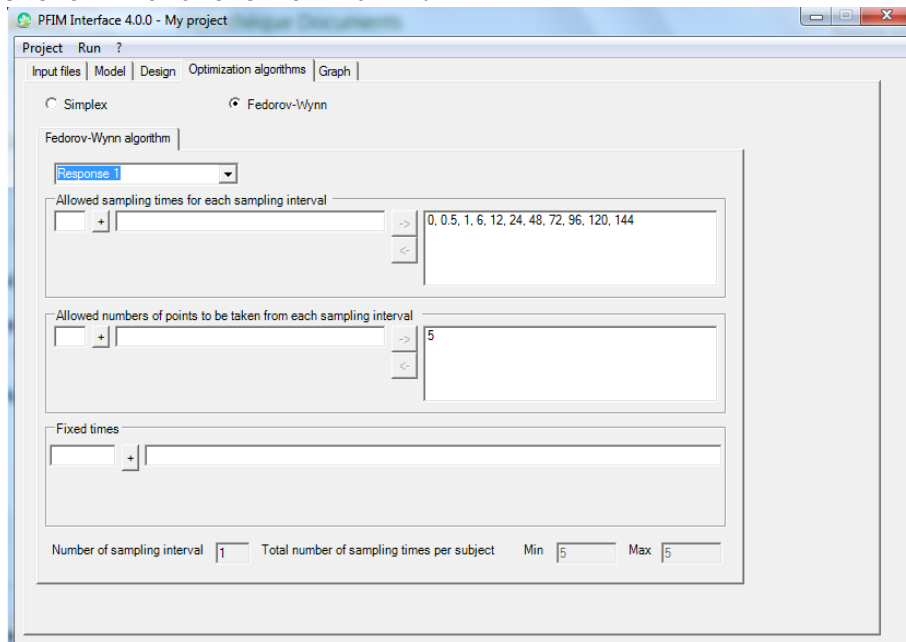 PFIM Interface 4.0.0 - My project
Project Run ?
Input files Model Design Optimization algorithms Graph
Simplex Fedorov-Wynn
Fedorov-Wynn algorithm
Response 1
Allowed sampling times for each sampling interval
+ -> 0, 0.5, 1, 6, 12, 24, 48, 72, 96, 120, 144
<-
Allowed numbers of points to be taken from each sampling interval
+ -> 5
<-
Fixed times
+
Number of sampling interval 1 Total number of sampling times per subject Min 5 Max 5